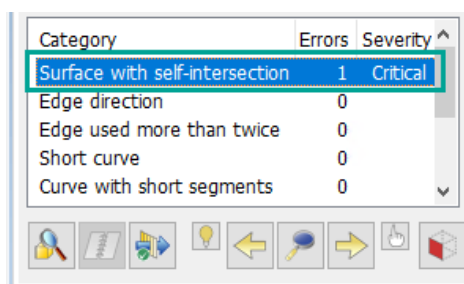 Category Errors Severity
Surface with self-intersection 1 Critical
Edge direction 0
Edge used more than twice 0
Short curve 0
Curve with short segments 0